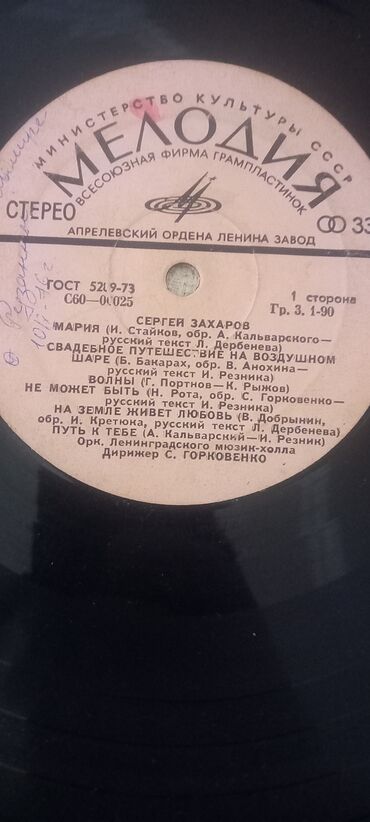 МИНИСТЕРСТВО КУЛЬТУРЫ СССР
МЕЛОДИЯ
ВСЕСОЮЗНАЯ ФИРМА ГРАМПЛАСТИНОК
СТЕРЕО
33
АПРЕЛЕВСКИЙ ОРДЕНА ЛЕНИНА ЗАВОД
ГОСТ 5289-73
1 сторона
Гр. 3. 1-90
СЕРГЕЙ ЗАХАРОВ
МАРИЯ (И. Стайков, обр. А. Кальварского—
русский текст Л. Дербенева)
СВАДЕБНОЕ ПУТЕШЕСТВИЕ НА ВОЗДУШНОМ
ШАРЕ (Б. Бакарах, обр. В. Анохина—
русский текст И. Резника)
ВОЛНЫ (Г. Портнов—К. Рыжов)
НЕ МОЖЕТ БЫТЬ (Н. Рота, обр. С. Горковенко—
русский текст И. Резника)
НА ЗЕМЛЕ ЖИВЕТ ЛЮБОВЬ (В. Добрынин,
обр. И. Кретюка, русский текст Л. Дербенева)
ПУТЬ К ТЕБЕ (А. Кальварский—И. Резник)
Орк. Ленинградского мюзик-холла
Дирижер С. ГОРКОВЕНКО